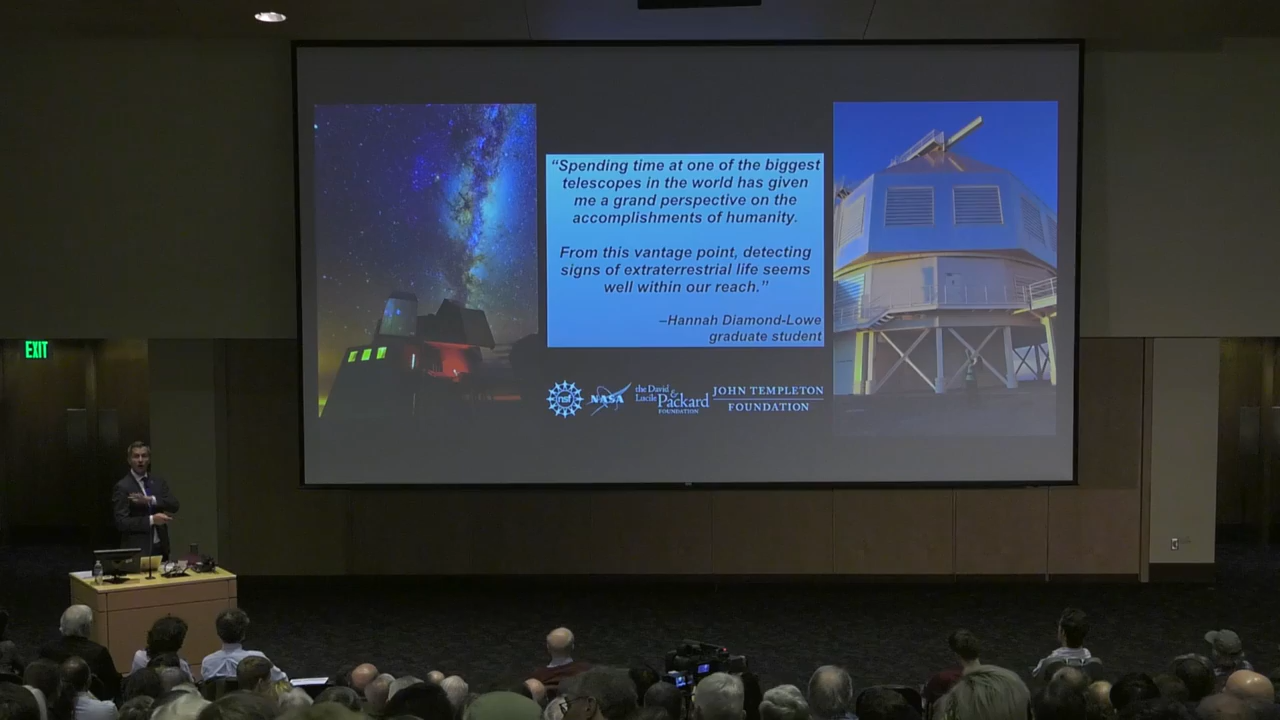 “Spending time at one of the biggest
telescopes in the world has given
me a grand perspective on the
accomplishments of humanity.
From this vantage point, detecting
signs of extraterrestrial life seems
well within our reach.”
–Hannah Diamond-Lowe
graduate student
EXIT
nsf
NASA
the David & Lucile Packard
FOUNDATION
JOHN TEMPLETON
FOUNDATION